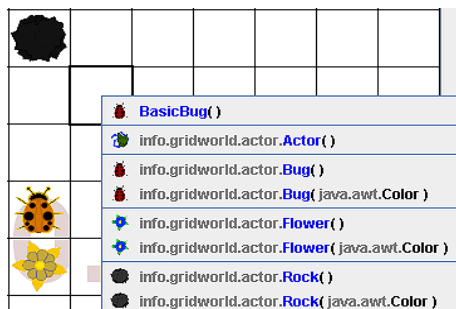 BasicBug()
info.gridworld.actor.Actor()
info.gridworld.actor.Bug()
info.gridworld.actor.Bug( java.awt.Color )
info.gridworld.actor.Flower()
info.gridworld.actor.Flower( java.awt.Color )
info.gridworld.actor.Rock()
info.gridworld.actor.Rock( java.awt.Color )